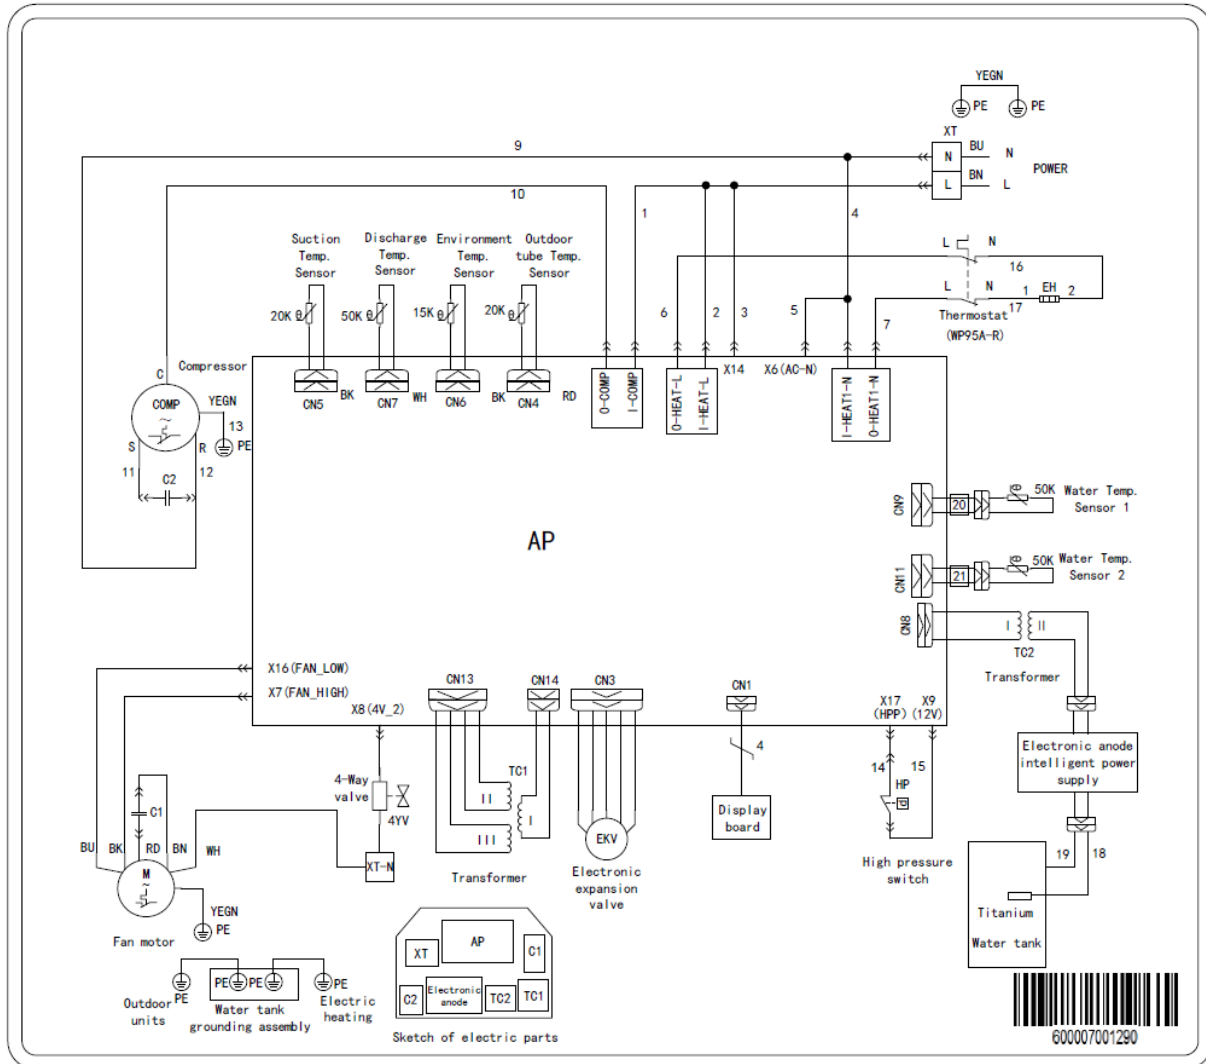 YEGN
PE PE
XT
BU
N N
BN
L L
POWER
9
10
1
4
Suction
Temp.
Sensor
Discharge
Temp.
Sensor
Environment
Temp.
Sensor
Outdoor
tube Temp.
Sensor
20K θ
50K θ
15K θ
20K θ
6
2
3
5
7
L N
16
L N
17
1 EH 2
Thermostat
(WP95A-R)
Compressor
C
COMP
~
S
R
YEGN
13
PE
11
12
C2
CN5
BK
CN7
WH
CN6
BK
CN4
RD
O-COMP
I-COMP
O-HEAT-L
I-HEAT-L
X14
X6(AC-N)
I-HEAT1-N
O-HEAT1-N
AP
CN9
20
θ
50K
Water Temp.
Sensor 1
CN11
21
θ
50K
Water Temp.
Sensor 2
CN8
I
II
TC2
Transformer
X16(FAN_LOW)
X7(FAN_HIGH)
X8(4V_2)
CN13
CN14
CN3
CN1
X17
(HPP)
X9
(12V)
4-Way
valve
4YV
XT-N
TC1
II
I
III
Transformer
EKV
Electronic
expansion
valve
4
Display
board
14
15
HP
P
High pressure
switch
Electronic anode
intelligent power
supply
19
18
Titanium
Water tank
C1
BU
BK
RD
BN
WH
M
~
YEGN
PE
Fan motor
PE
Outdoor
units
PE PE
Water tank
grounding assembly
PE
Electric
heating
XT
AP
C1
C2
Electronic
anode
TC2
TC1
Sketch of electric parts
600007001290